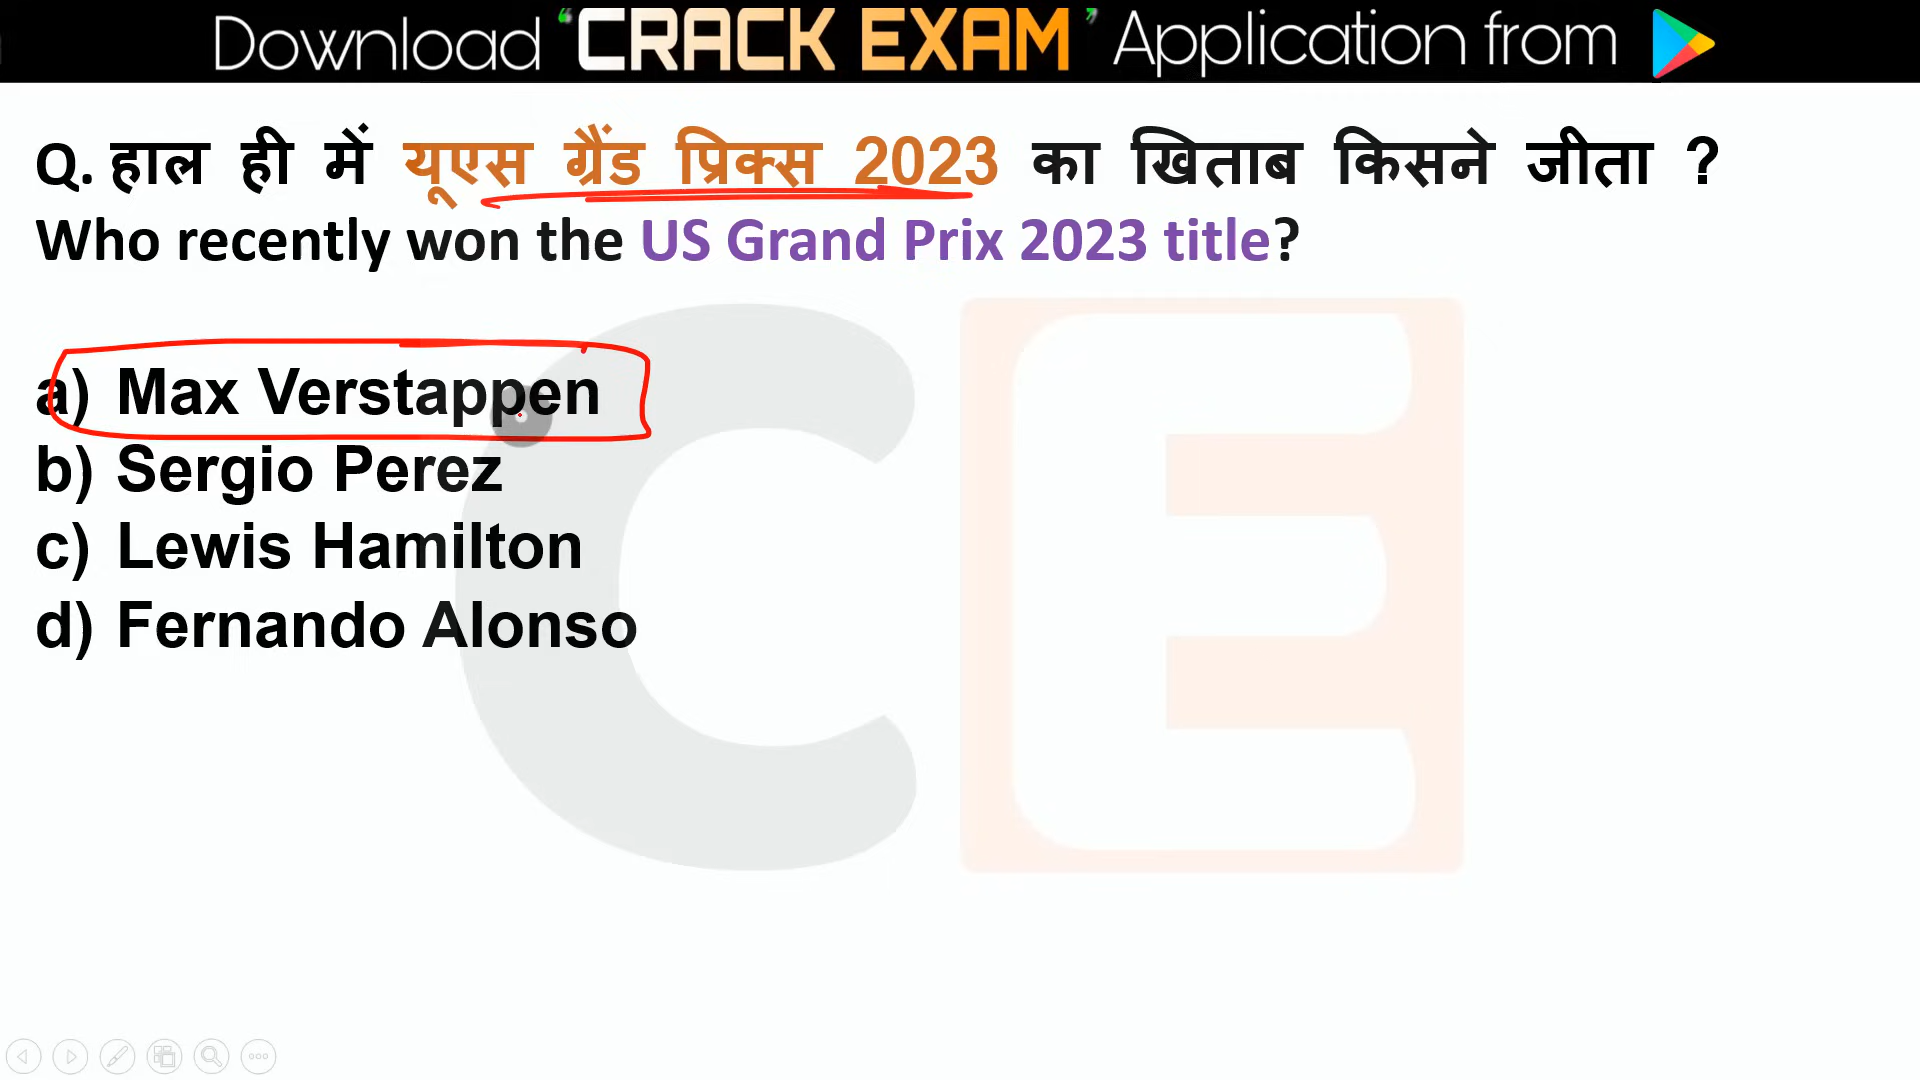 Download ‘CRACK EXAM’ Application from
Q. हाल ही में यूएस ग्रैंड प्रिक्स 2023 का खिताब किसने जीता ?
Who recently won the US Grand Prix 2023 title?
a) Max Verstappen
b) Sergio Perez
c) Lewis Hamilton
d) Fernando Alonso
CE